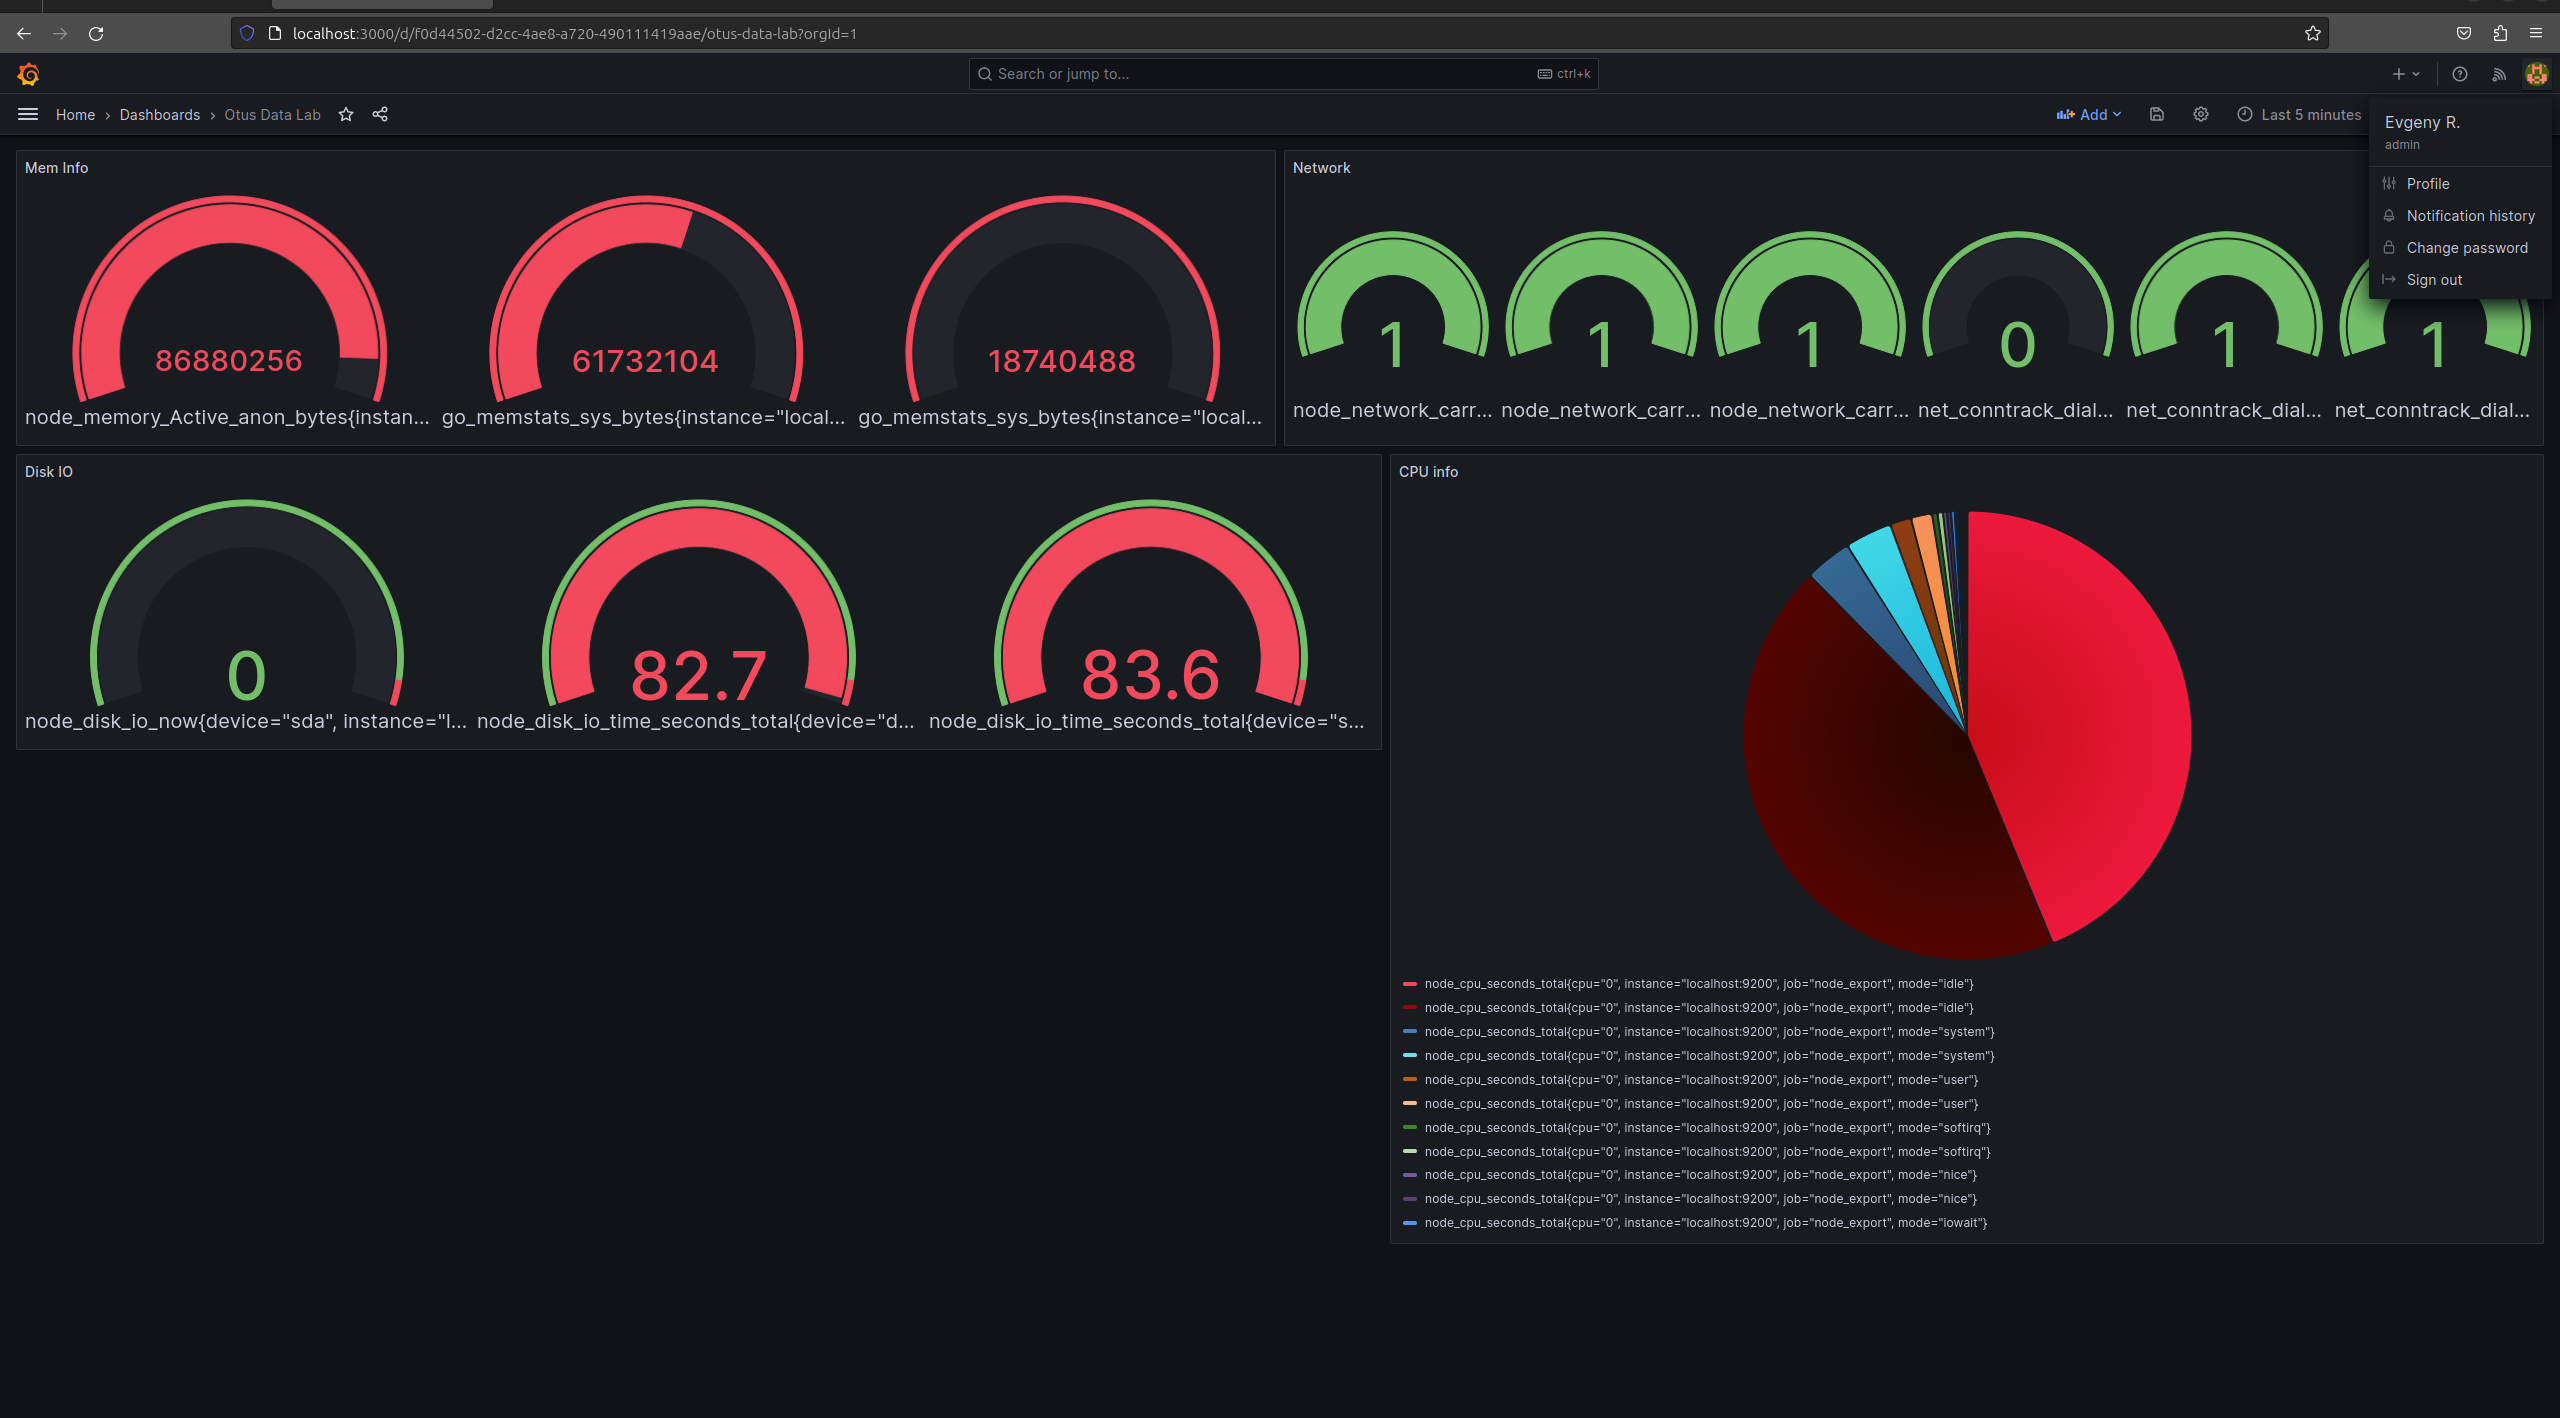 localhost:3000/d/f0d44502-d2cc-4ae8-a720-490111419aae/otus-data-lab?orgId=1
Search or jump to...
ctrl+k
Home › Dashboards › Otus Data Lab
Add
Last 5 minutes
Evgeny R.
admin
Profile
Notification history
Change password
Sign out
Mem Info
86880256
61732104
18740488
node_memory_Active_anon_bytes{instan...
go_memstats_sys_bytes{instance="local...
go_memstats_sys_bytes{instance="local...
Network
1
1
1
0
1
1
node_network_carr...
node_network_carr...
node_network_carr...
net_conntrack_dial...
net_conntrack_dial...
net_conntrack_dial...
Disk IO
0
82.7
83.6
node_disk_io_now{device="sda", instance="l...
node_disk_io_time_seconds_total{device="d...
node_disk_io_time_seconds_total{device="s...
CPU info
node_cpu_seconds_total{cpu="0", instance="localhost:9200", job="node_export", mode="idle"}
node_cpu_seconds_total{cpu="0", instance="localhost:9200", job="node_export", mode="idle"}
node_cpu_seconds_total{cpu="0", instance="localhost:9200", job="node_export", mode="system"}
node_cpu_seconds_total{cpu="0", instance="localhost:9200", job="node_export", mode="system"}
node_cpu_seconds_total{cpu="0", instance="localhost:9200", job="node_export", mode="user"}
node_cpu_seconds_total{cpu="0", instance="localhost:9200", job="node_export", mode="user"}
node_cpu_seconds_total{cpu="0", instance="localhost:9200", job="node_export", mode="softirq"}
node_cpu_seconds_total{cpu="0", instance="localhost:9200", job="node_export", mode="softirq"}
node_cpu_seconds_total{cpu="0", instance="localhost:9200", job="node_export", mode="nice"}
node_cpu_seconds_total{cpu="0", instance="localhost:9200", job="node_export", mode="nice"}
node_cpu_seconds_total{cpu="0", instance="localhost:9200", job="node_export", mode="iowait"}